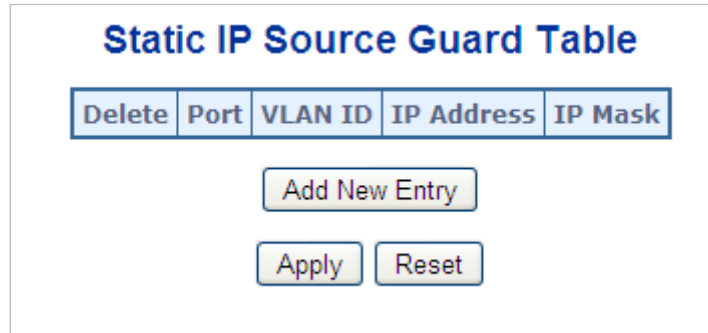 Static IP Source Guard Table
Delete Port VLAN ID IP Address IP Mask
Add New Entry
Apply Reset